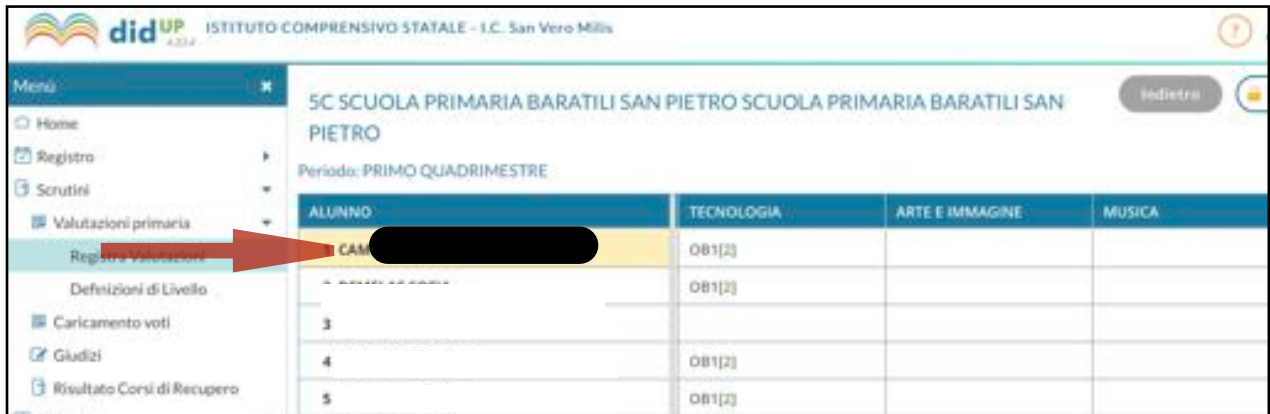 didUP ISTITUTO COMPRENSIVO STATALE - I.C. San Vero Milis
?
Menù ×
5C SCUOLA PRIMARIA BARATILI SAN PIETRO SCUOLA PRIMARIA BARATILI SAN
PIETRO
Indietro
Home
Registro
Periodo: PRIMO QUADRIMESTRE
Scrutini
Valutazioni primaria
ALUNNO TECNOLOGIA ARTE E IMMAGINE MUSICA
Registra Valutazioni
1 CAM OB1[2]
Definizioni di Livello
OB1[2]
Caricamento voti
3
Giudizi
4 OB1[2]
Risultato Corsi di Recupero
5 OB1[2]